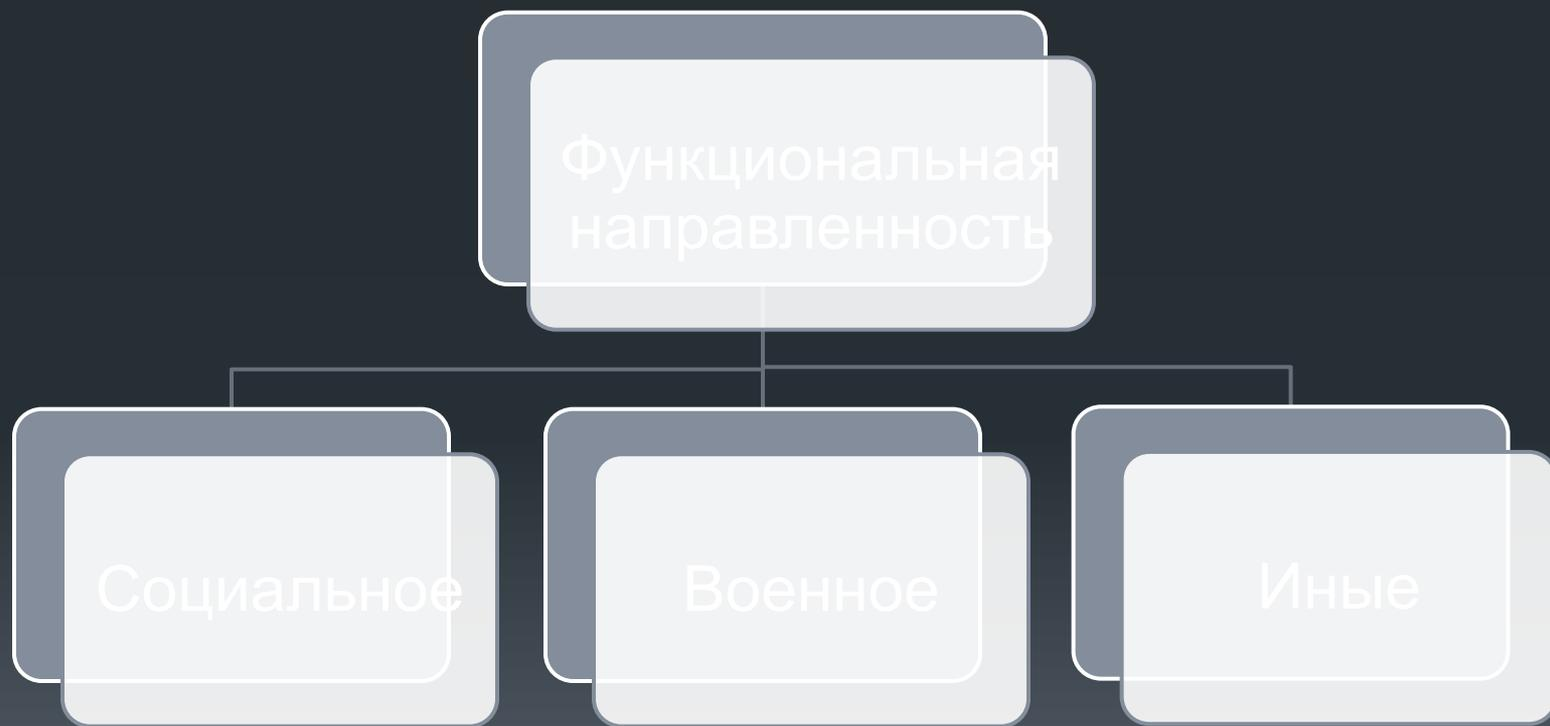 Функциональная
направленность
Социальное
Военное
Иные